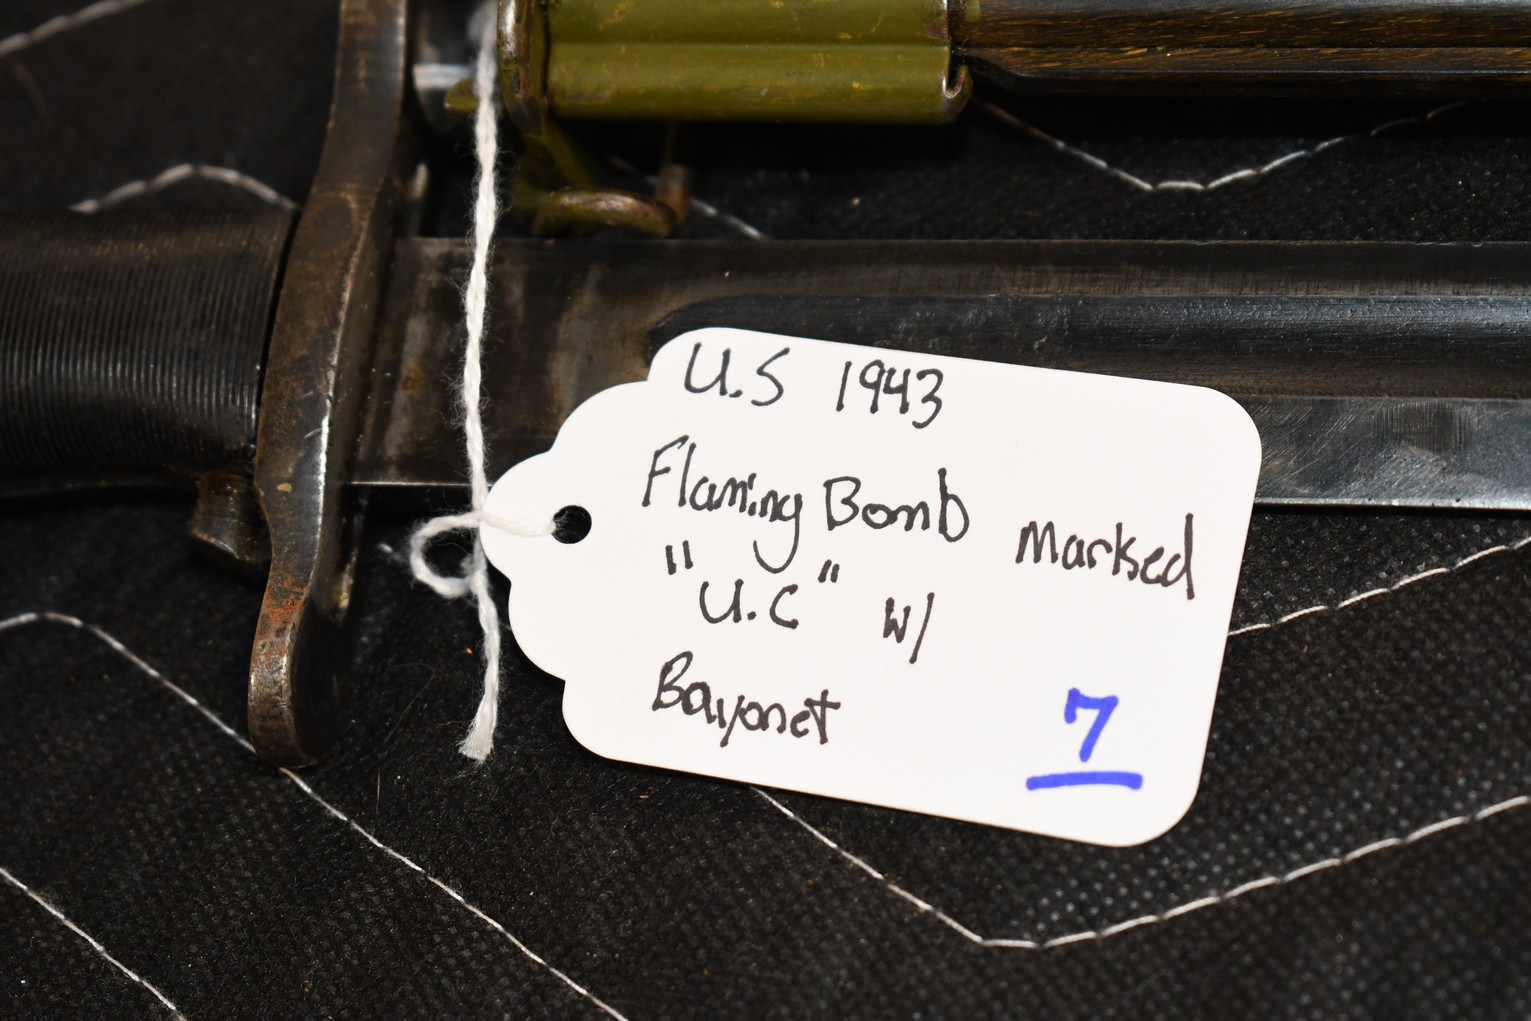 U.S 1943
Flaming Bomb Marked
"U.C" w/
Bayonet
7